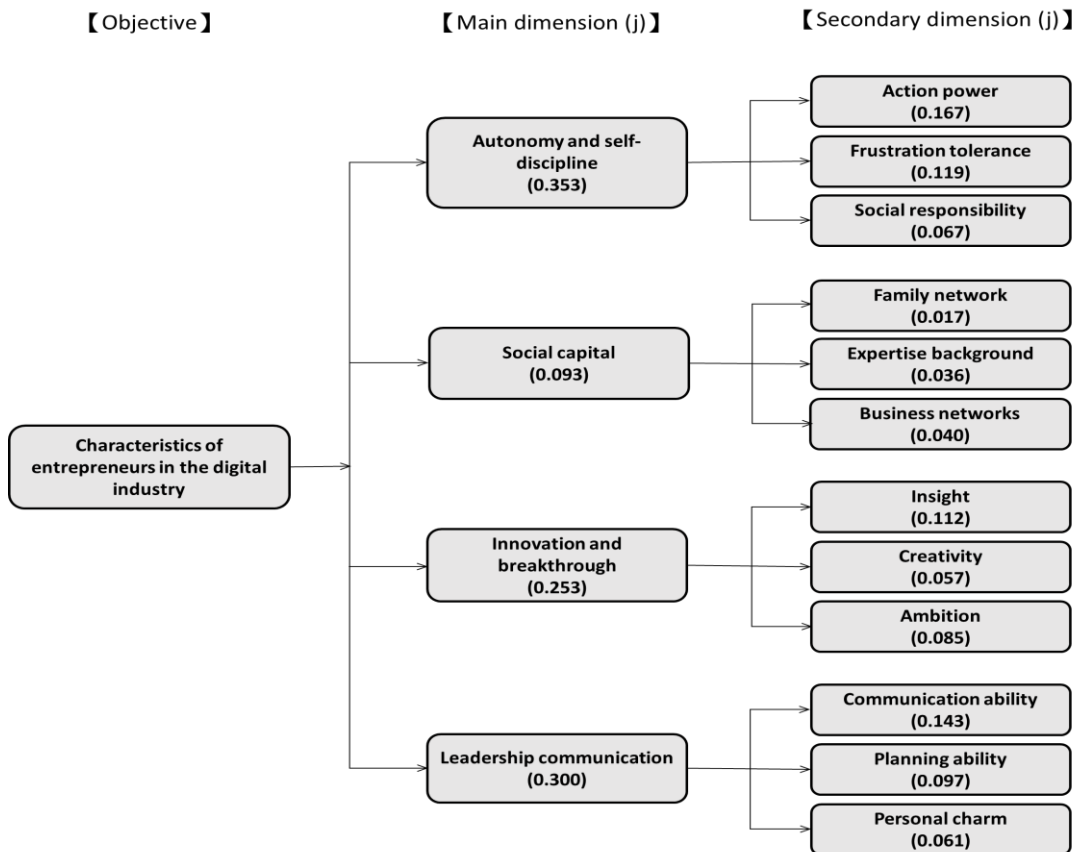 【Objective】
【Main dimension (j)】
【Secondary dimension (j)】
Characteristics of
entrepreneurs in the digital
industry
Autonomy and self-
discipline
(0.353)
Action power
(0.167)
Frustration tolerance
(0.119)
Social responsibility
(0.067)
Social capital
(0.093)
Family network
(0.017)
Expertise background
(0.036)
Business networks
(0.040)
Innovation and
breakthrough
(0.253)
Insight
(0.112)
Creativity
(0.057)
Ambition
(0.085)
Leadership communication
(0.300)
Communication ability
(0.143)
Planning ability
(0.097)
Personal charm
(0.061)